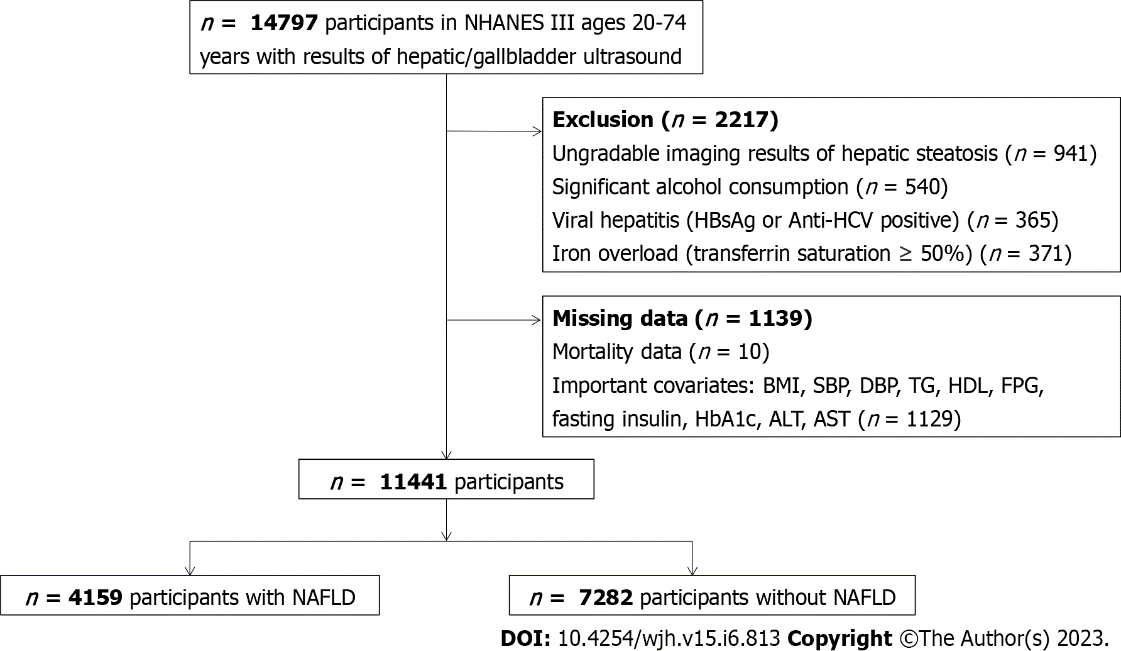 n = 14797 participants in NHANES III ages 20-74
years with results of hepatic/gallbladder ultrasound
Exclusion (n = 2217)
Ungradable imaging results of hepatic steatosis (n = 941)
Significant alcohol consumption (n = 540)
Viral hepatitis (HBsAg or Anti-HCV positive) (n = 365)
Iron overload (transferrin saturation ≥ 50%) (n = 371)
Missing data (n = 1139)
Mortality data (n = 10)
Important covariates: BMI, SBP, DBP, TG, HDL, FPG,
fasting insulin, HbA1c, ALT, AST (n = 1129)
n = 11441 participants
n = 4159 participants with NAFLD
n = 7282 participants without NAFLD
DOI: 10.4254/wjh.v15.i6.813 Copyright ©The Author(s) 2023.